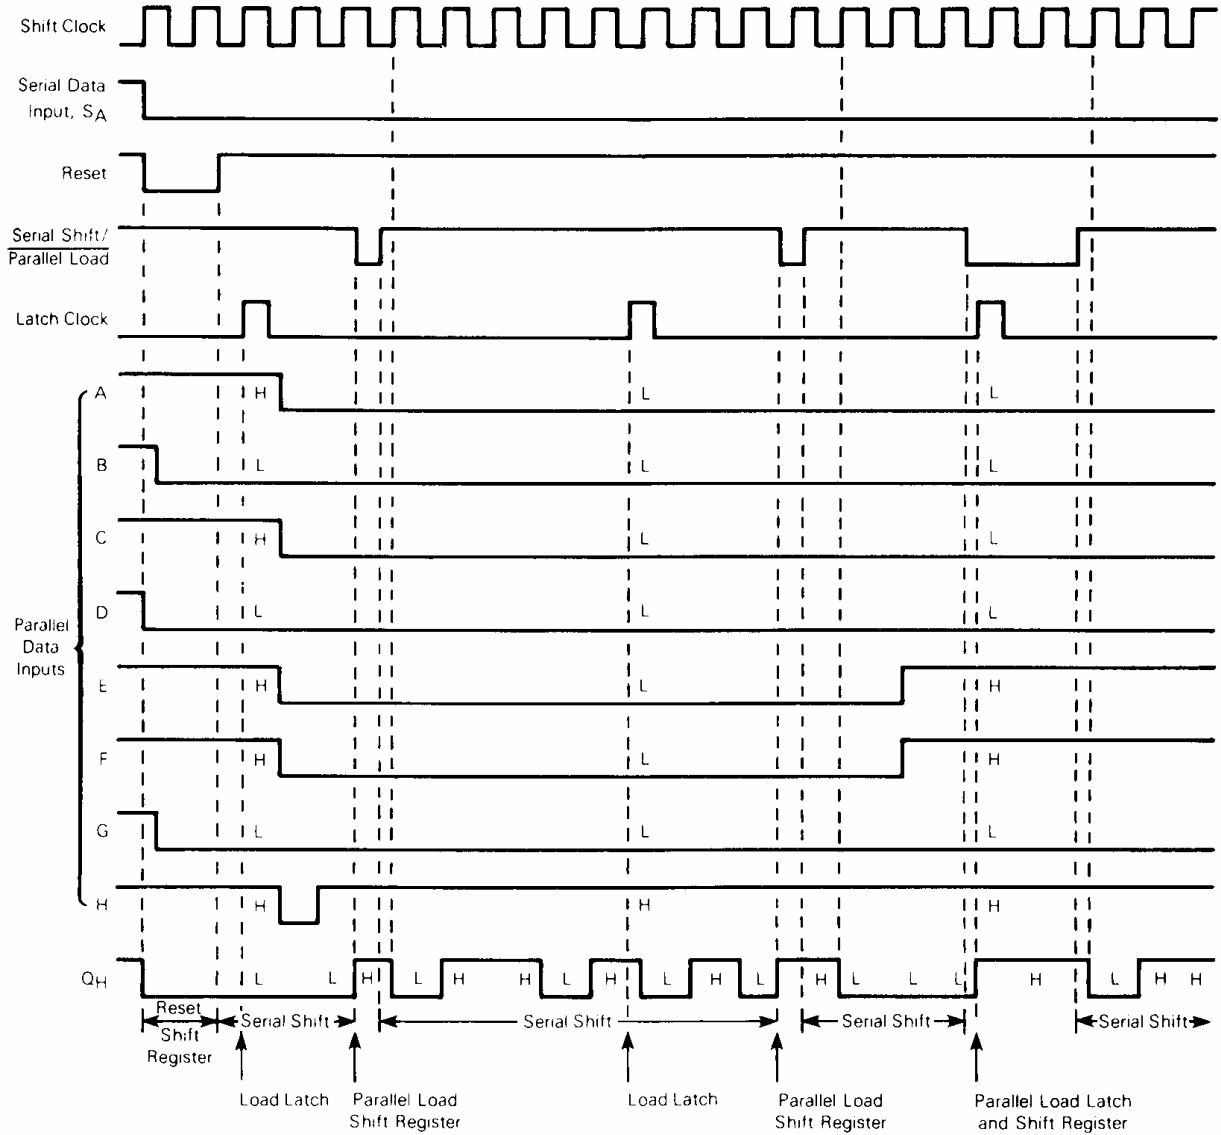 Shift Clock
Serial Data
Input, SA
Reset
Serial Shift/
Parallel Load
Latch Clock
A H L L
B L L L
C H L L
D L L L
Parallel
Data
Inputs
E H L H
F H L H
G L L L
H H H H
QH L L H L H H L H L H L H L L L H L H H
Reset
Shift
Register
Serial Shift
Serial Shift
Serial Shift
Serial Shift
Load Latch
Parallel Load
Shift Register
Load Latch
Parallel Load
Shift Register
Parallel Load Latch
and Shift Register